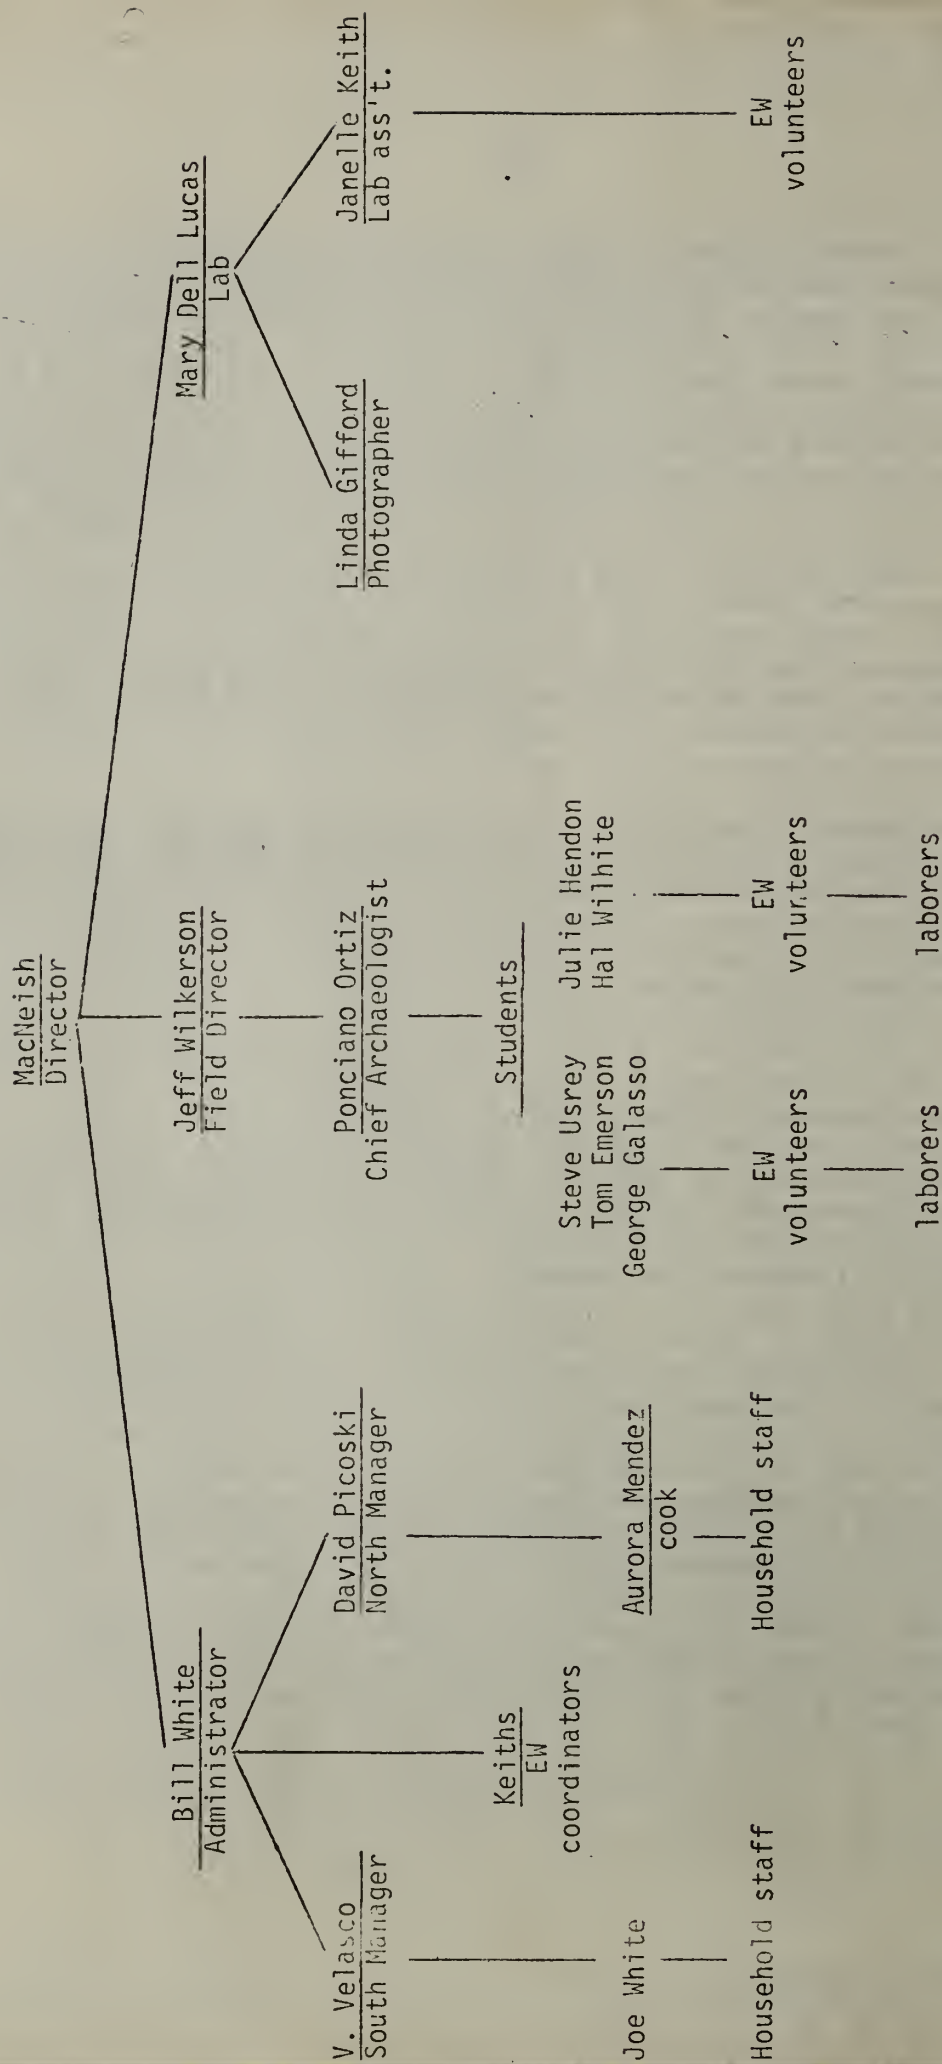 MacNeish
Director
Bill White
Administrator
Jeff Wilkerson
Field Director
Mary Dell Lucas
Lab
V. Velasco
South Manager
David Picoski
North Manager
Ponciano Ortiz
Chief Archaeologist
Linda Gifford
Photographer
Janelle Keith
Lab ass't.
Keiths
EW
coordinators
Students
Joe White
Aurora Mendez
cook
Steve Usrey
Tom Emerson
George Galasso
Julie Hendon
Hal Wilhite
Household staff
Household staff
EW
volunteers
EW
volunteers
EW
volunteers
laborers
laborers